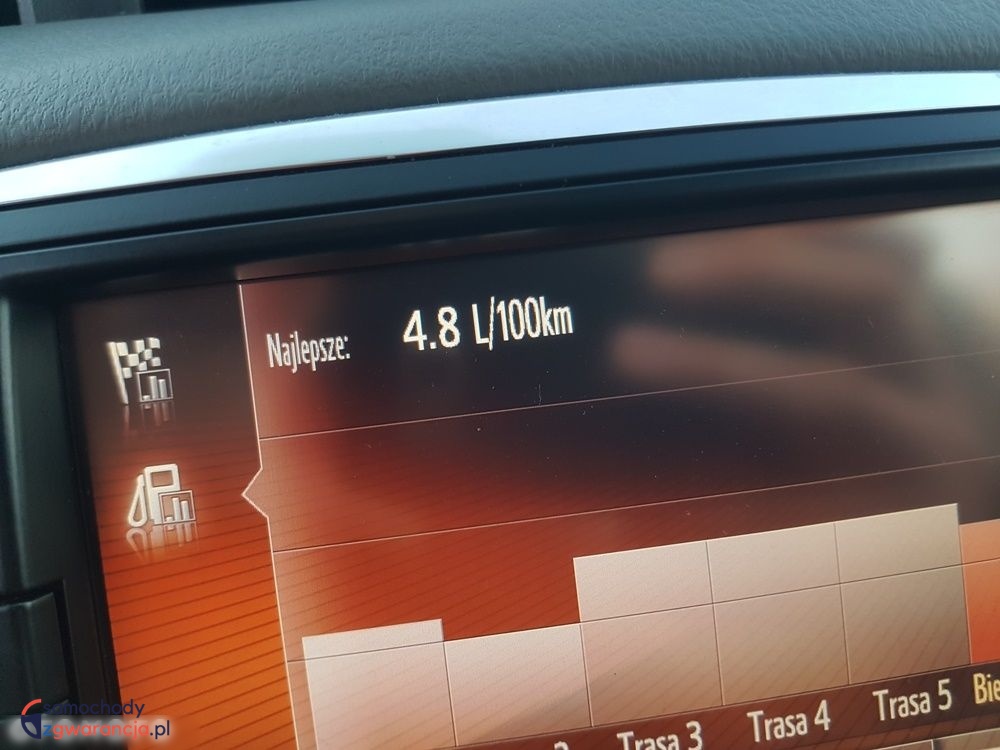 Najlepsze: 4.8 L/100km
Trasa 3 Trasa 4 Trasa 5
samochody
zgwarancja.pl